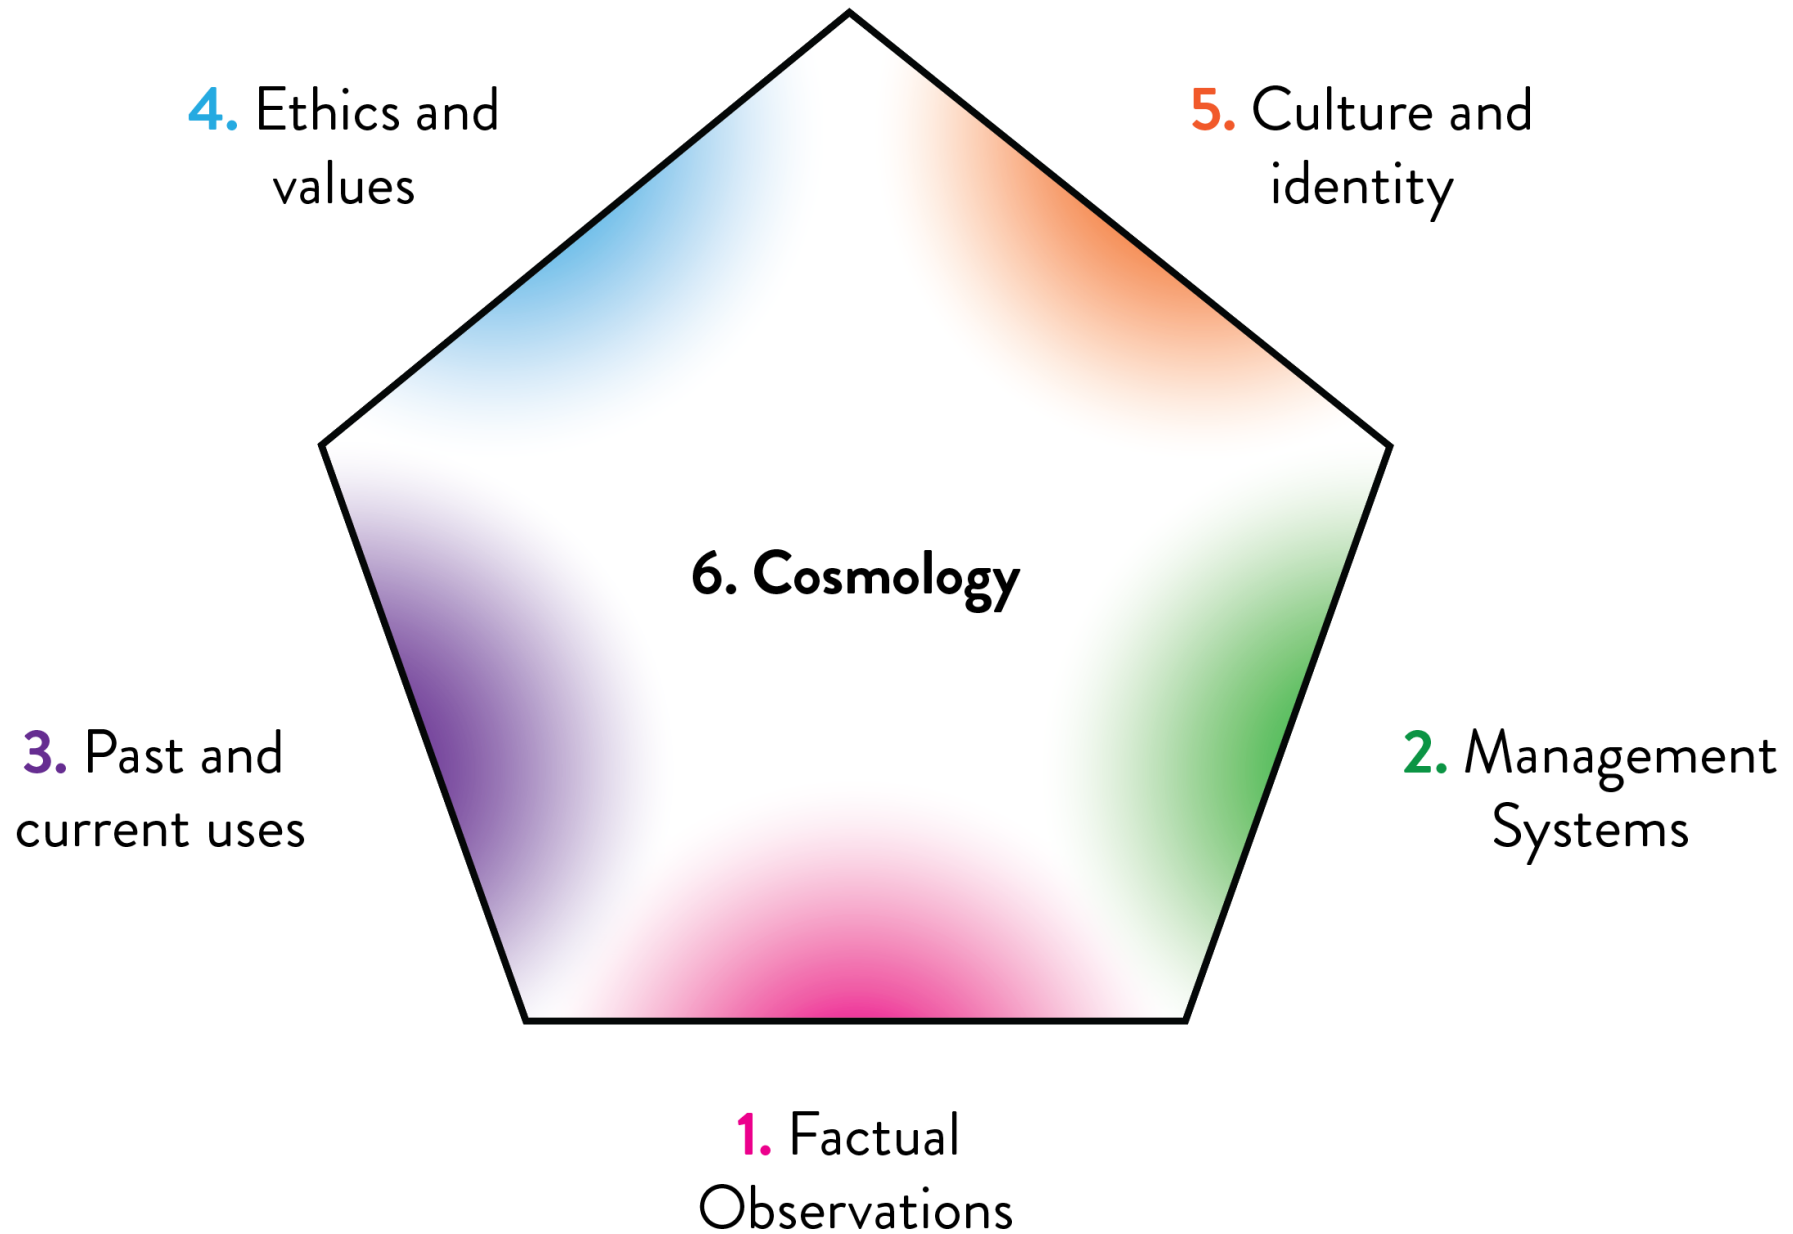 4. Ethics and
values
5. Culture and
identity
6. Cosmology
3. Past and
current uses
2. Management
Systems
1. Factual
Observations